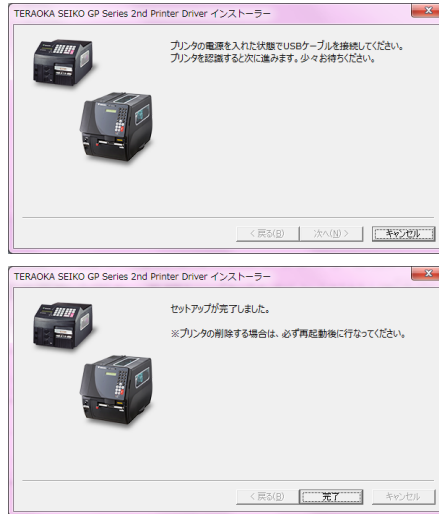 TERAOKA SEIKO GP Series 2nd Printer Driver インストーラー
プリンタの電源を入れた状態でUSBケーブルを接続してください。
プリンタを認識すると次に進みます。少々お待ちください。
< 戻る(B) 次へ(N) > キャンセル
TERAOKA SEIKO GP Series 2nd Printer Driver インストーラー
セットアップが完了しました。
※プリンタの削除する場合は、必ず再起動後に行なってください。
< 戻る(B) 完了 キャンセル